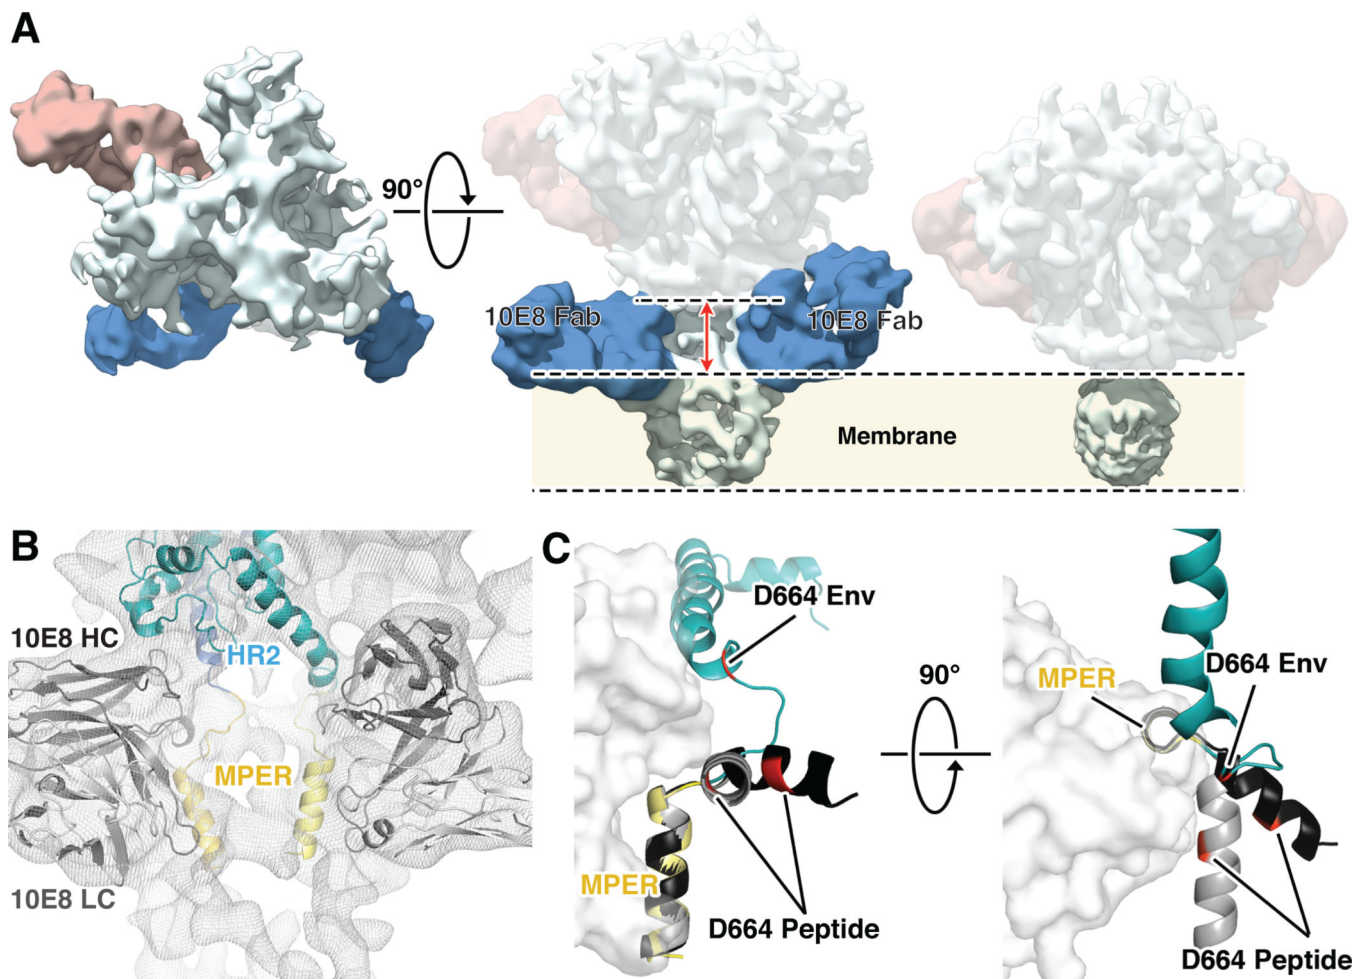 A
90°
10E8 Fab
10E8 Fab
Membrane
B
10E8 HC
HR2
MPER
10E8 LC
C
D664 Env
MPER
D664 Peptide
90°
MPER
D664 Env
D664 Peptide